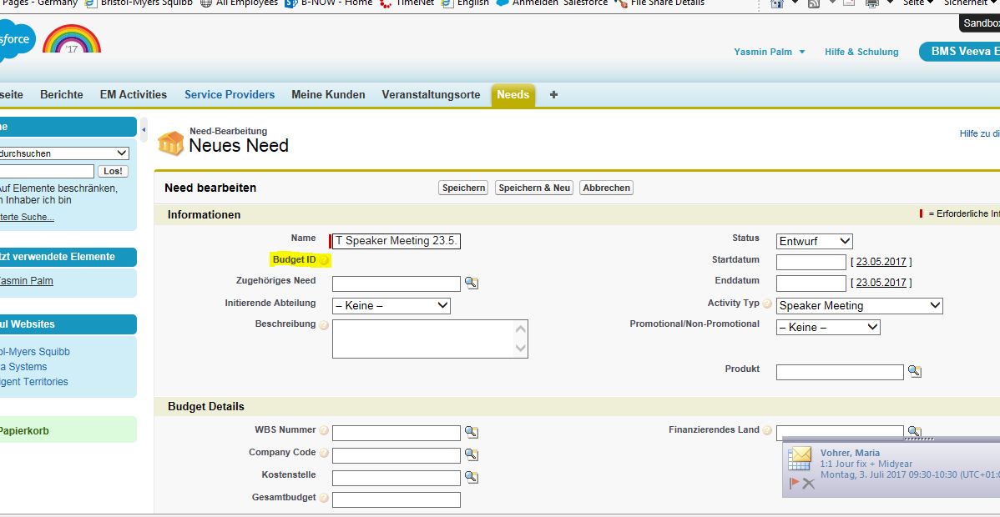 Pages - Germany Bristol-Myers Squibb All Employees B-NOW - Home TimeNet English Anmelden Salesforce File Share Details Seite Sicherheit
sforce '17
Sandbox
Yasmin Palm Hilfe & Schulung BMS Veeva E
seite Berichte EM Activities Service Providers Meine Kunden Veranstaltungsorte Needs +
Need-Bearbeitung
Neues Need
Hilfe zu di
durchsuchen
Los!
Auf Elemente beschränken,
n Inhaber ich bin
terte Suche...
tzt verwendete Elemente
Yasmin Palm
ul Websites
ol-Myers Squibb
a Systems
igent Territories
Papierkorb
Need bearbeiten Speichern Speichern & Neu Abbrechen
Informationen = Erforderliche Inf
Name T Speaker Meeting 23.5. Status Entwurf
Budget ID Startdatum [ 23.05.2017 ]
Zugehöriges Need Enddatum [ 23.05.2017 ]
Initiierende Abteilung – Keine – Activity Typ Speaker Meeting
Beschreibung Promotional/Non-Promotional – Keine –
Produkt
Budget Details
WBS Nummer Finanzierendes Land
Company Code
Kostenstelle
Gesamtbudget
Vohrer, Maria
1:1 Jour fix + Midyear
Montag, 3. Juli 2017 09:30-10:30 (UTC+01:0